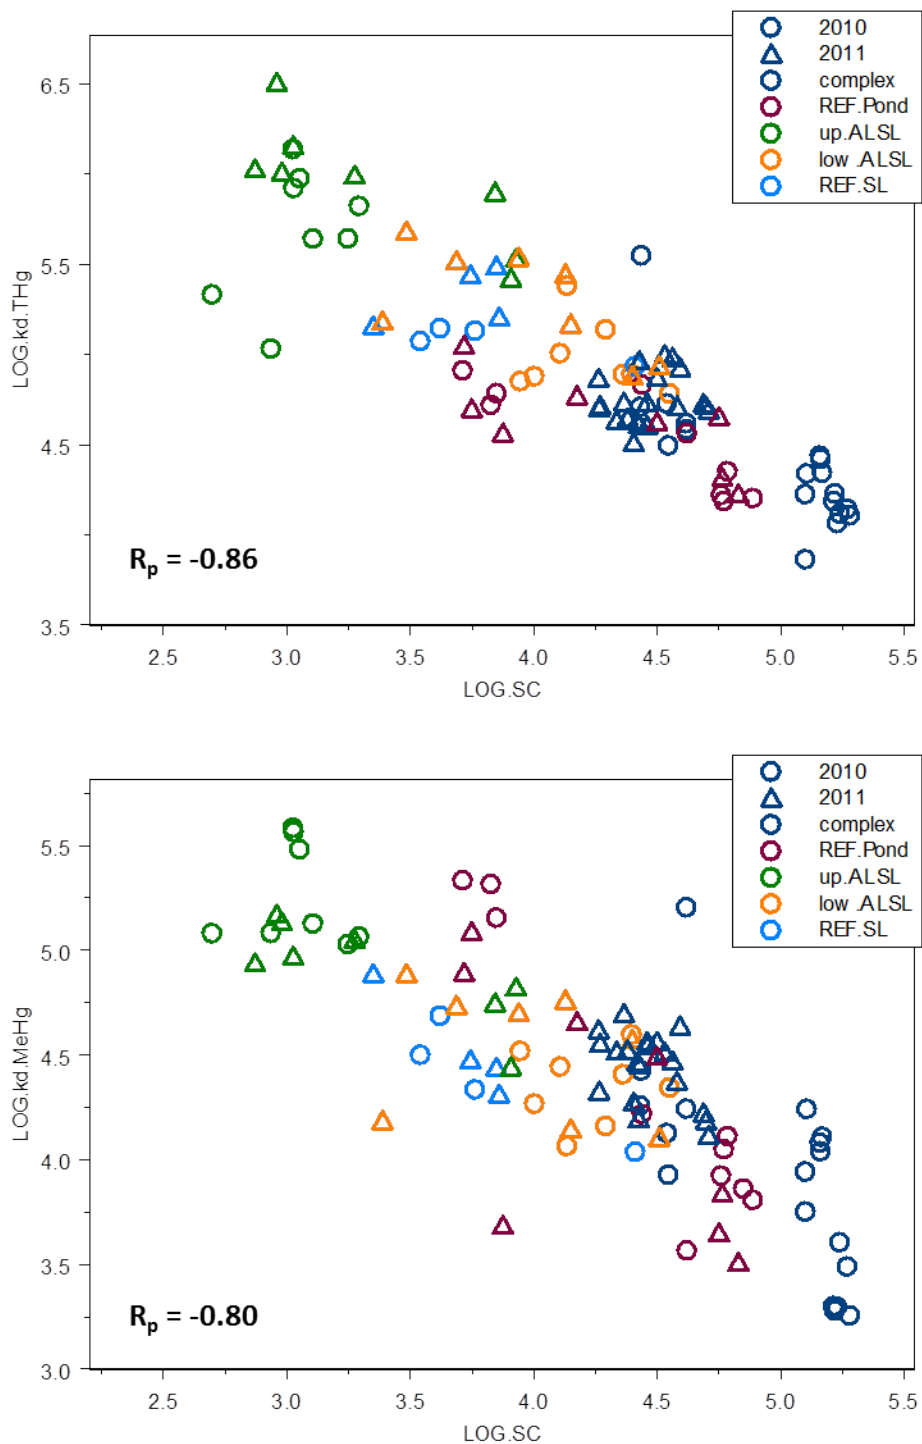 2010
2011
complex
REF.Pond
up.ALSL
low .ALSL
REF.SL
6.5
5.5
4.5
3.5
LOG.kd.THg
Rp = -0.86
2.5 3.0 3.5 4.0 4.5 5.0 5.5
LOG.SC
2010
2011
complex
REF.Pond
up.ALSL
low .ALSL
REF.SL
5.5
5.0
4.5
4.0
3.5
3.0
LOG.kd.MeHg
Rp = -0.80
2.5 3.0 3.5 4.0 4.5 5.0 5.5
LOG.SC